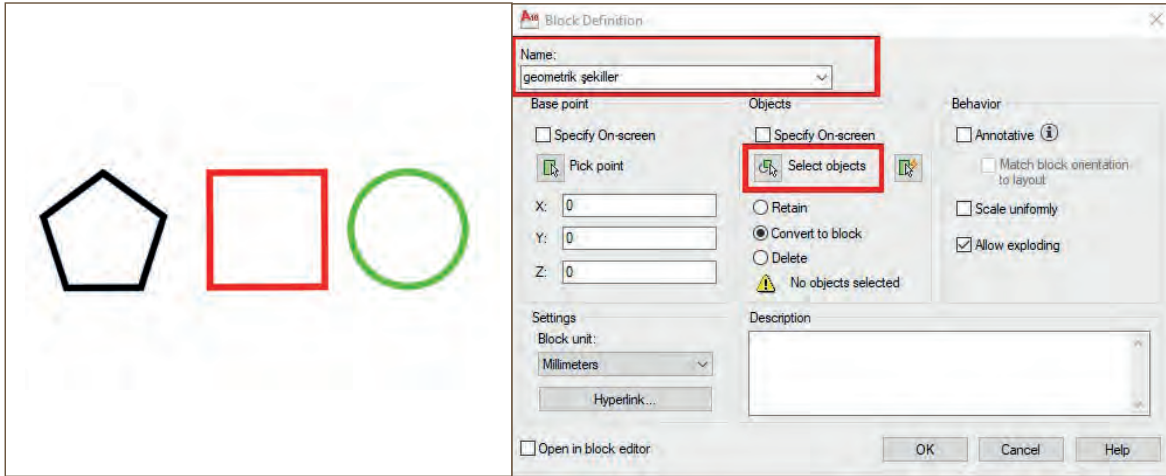 Block Definition
Name:
geometrik şekiller
Base point
Specify On-screen
Pick point
X: 0
Y: 0
Z: 0
Objects
Specify On-screen
Select objects
Retain
Convert to block
Delete
No objects selected
Behavior
Annotative
Match block orientation
to layout
Scale uniformly
Allow exploding
Settings
Block unit:
Millimeters
Hyperlink...
Description
Open in block editor
OK Cancel Help